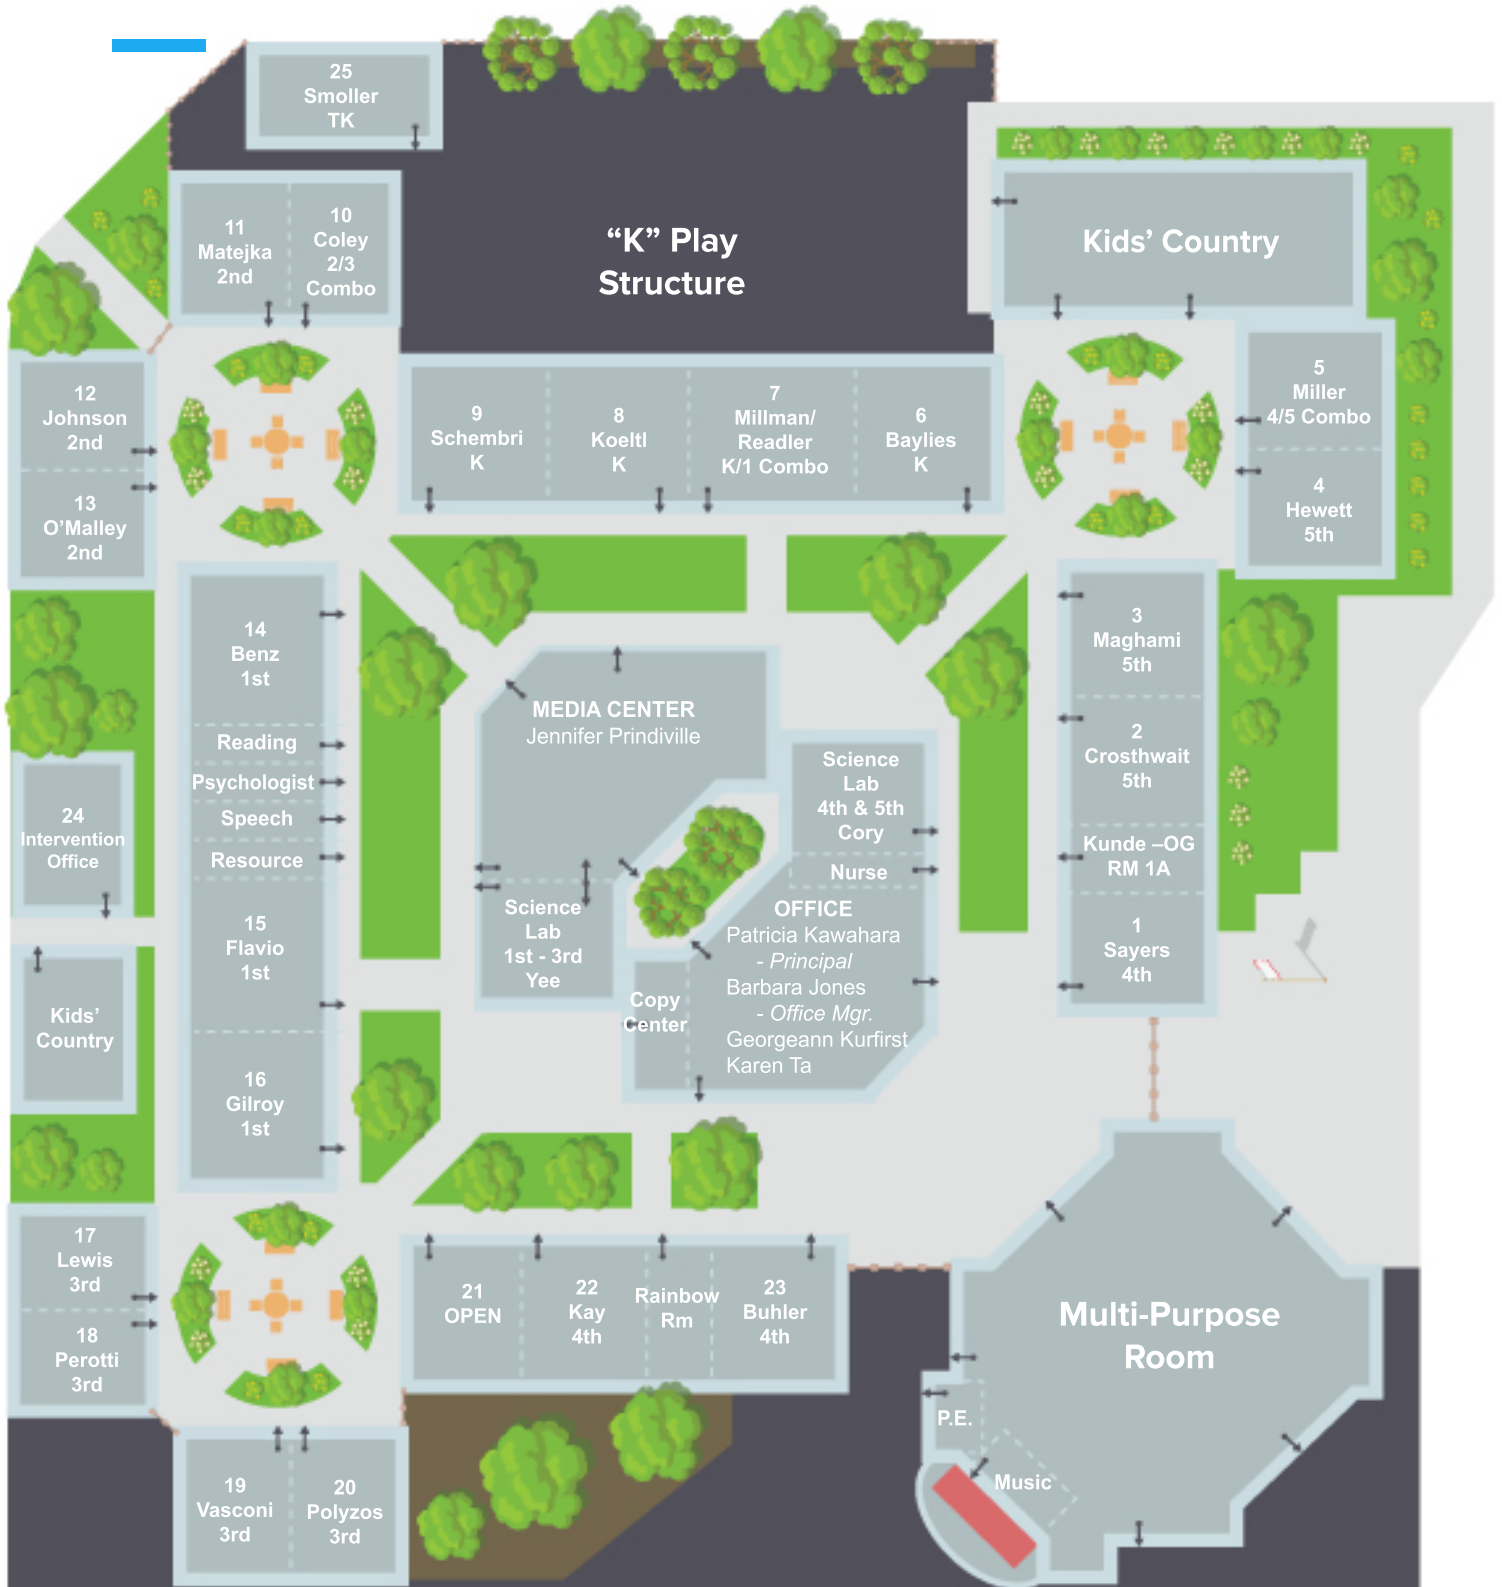 25
Smoller
TK
11
Matejka
2nd
10
Coley
2/3
Combo
“K” Play
Structure
Kids’ Country
12
Johnson
2nd
13
O’Malley
2nd
9
Schembri
K
8
Koeltl
K
7
Millman/
Readler
K/1 Combo
6
Baylies
K
5
Miller
4/5 Combo
4
Hewett
5th
14
Benz
1st
Reading
Psychologist
Speech
Resource
15
Flavio
1st
16
Gilroy
1st
24
Intervention
Office
Kids’
Country
MEDIA CENTER
Jennifer Prindiville
Science
Lab
4th & 5th
Cory
Nurse
Science
Lab
1st - 3rd
Yee
OFFICE
Patricia Kawahara
- Principal
Barbara Jones
- Office Mgr.
Georgeann Kurfirst
Karen Ta
Copy
Center
3
Maghami
5th
2
Crosthwait
5th
Kunde –OG
RM 1A
1
Sayers
4th
17
Lewis
3rd
18
Perotti
3rd
21
OPEN
22
Kay
4th
Rainbow
Rm
23
Buhler
4th
19
Vasconi
3rd
20
Polyzos
3rd
Multi-Purpose
Room
P.E.
Music